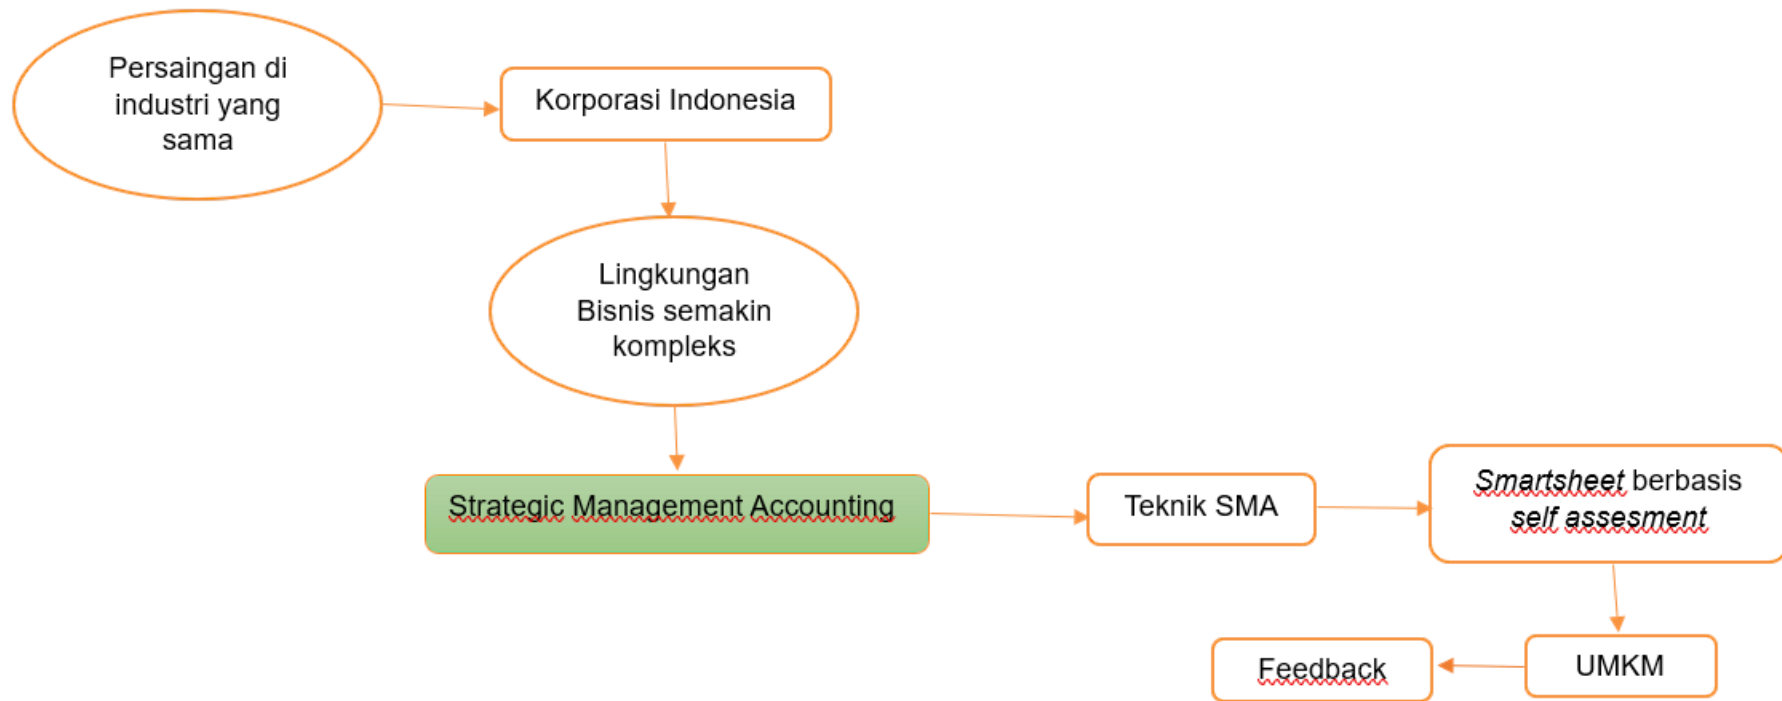 Persaingan di
industri yang
sama
Korporasi Indonesia
Lingkungan
Bisnis semakin
kompleks
Strategic Management Accounting
Teknik SMA
Smartsheet berbasis
self assesment
UMKM
Feedback